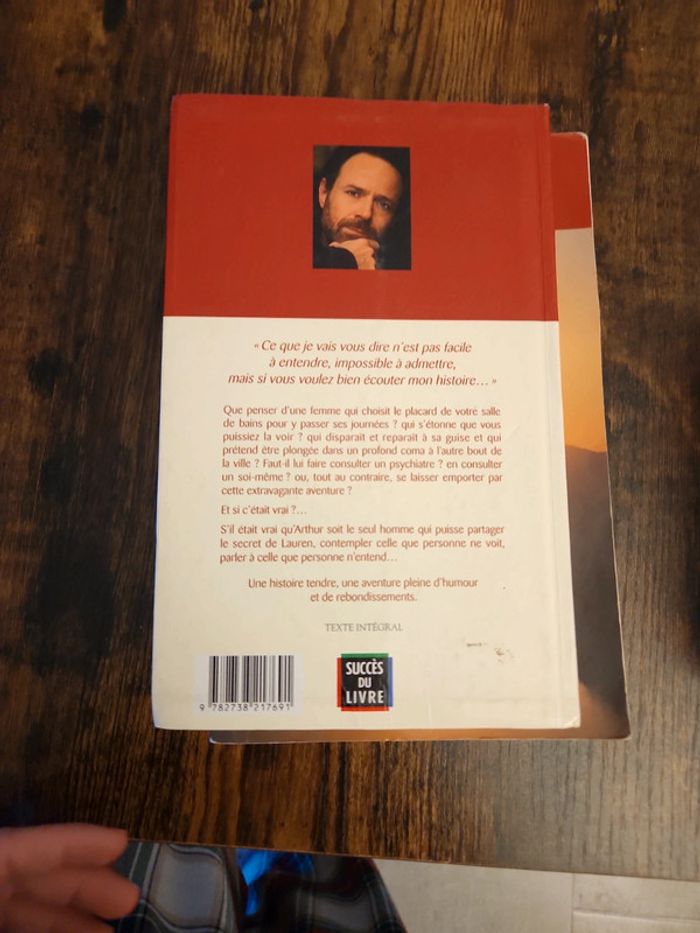 « Ce que je vais vous dire n'est pas facile
à entendre, impossible à admettre,
mais si vous voulez bien écouter mon histoire... »
Que penser d'une femme qui choisit le placard de votre salle
de bains pour y passer ses journées ? qui s'étonne que vous
puissiez la voir ? qui disparaît et reparaît à sa guise et qui
prétend être plongée dans un profond coma à l'autre bout de
la ville ? Faut-il lui faire consulter un psychiatre ? en consulter
un soi-même ? ou, tout au contraire, se laisser emporter par
cette extravagante aventure ?
Et si c'était vrai ?...
S'il était vrai qu'Arthur soit le seul homme qui puisse partager
le secret de Lauren, contempler celle que personne ne voit,
parler à celle que personne n'entend...
Une histoire tendre, une aventure pleine d'humour
et de rebondissements.
TEXTE INTÉGRAL
SUCCÈS
DU
LIVRE
9 782738 217691